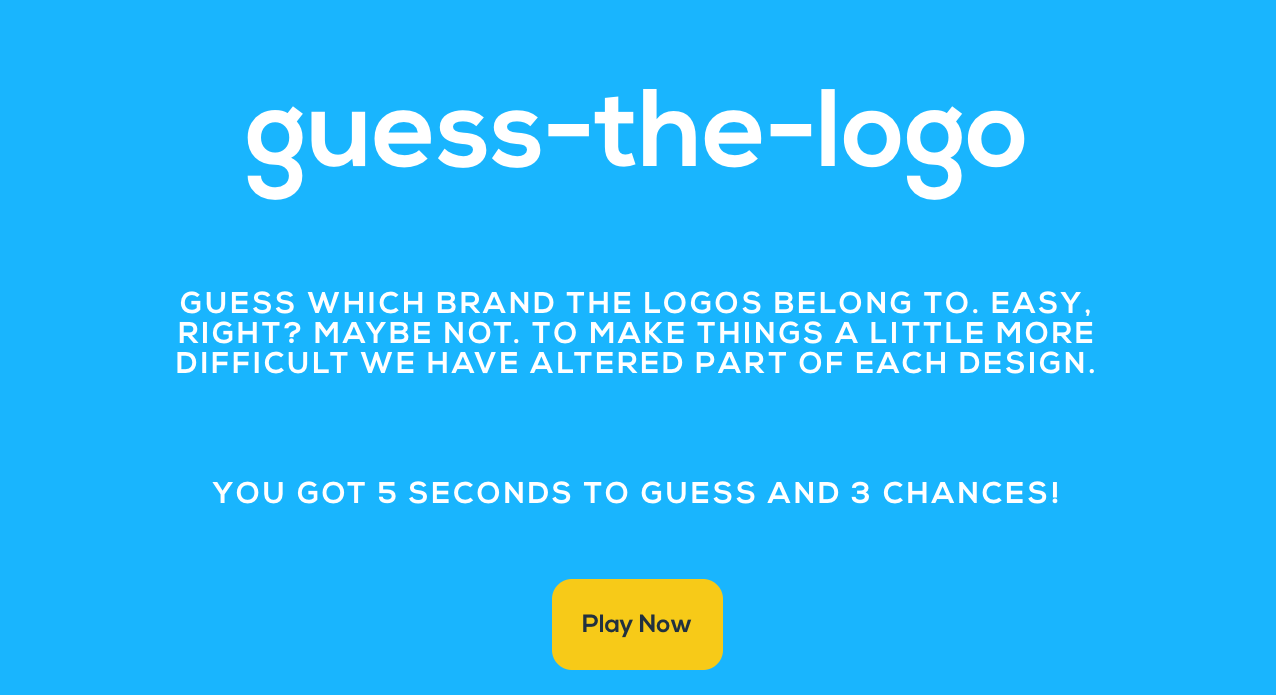 guess-the-logo
GUESS WHICH BRAND THE LOGOS BELONG TO. EASY,
RIGHT? MAYBE NOT. TO MAKE THINGS A LITTLE MORE
DIFFICULT WE HAVE ALTERED PART OF EACH DESIGN.
YOU GOT 5 SECONDS TO GUESS AND 3 CHANCES!
Play Now